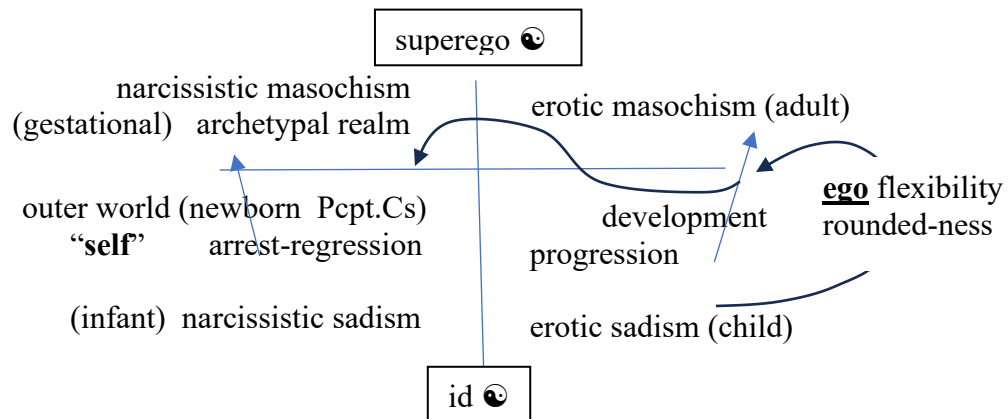 superego ☯
narcissistic masochism
(gestational) archetypal realm
erotic masochism (adult)
outer world (newborn Pcpt.Cs)
"self" arrest-regression
development
progression
ego flexibility
rounded-ness
(infant) narcissistic sadism
erotic sadism (child)
id ☯